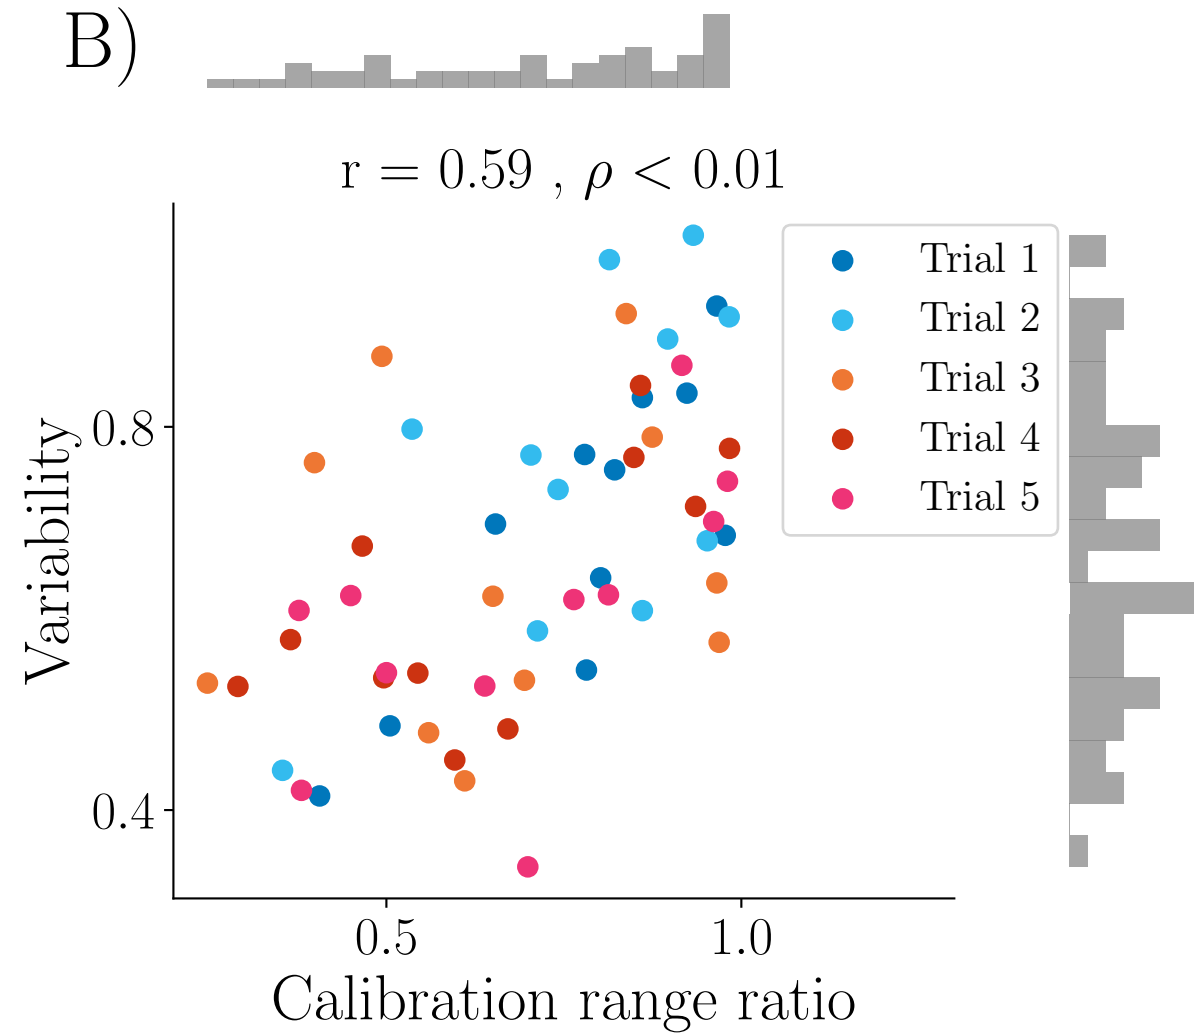 B)
r = 0.59 , ρ < 0.01
Trial 1
Trial 2
Trial 3
Trial 4
Trial 5
Variability
0.8
0.4
0.5
1.0
Calibration range ratio